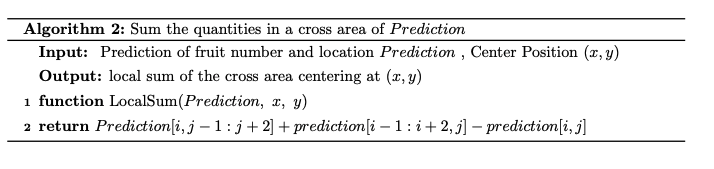 Algorithm 2: Sum the quantities in a cross area of Prediction
Input: Prediction of fruit number and location Prediction , Center Position (x, y)
Output: local sum of the cross area centering at (x, y)
1 function LocalSum(Prediction, x, y)
2 return Prediction[i, j − 1 : j + 2] + prediction[i − 1 : i + 2, j] − prediction[i, j]